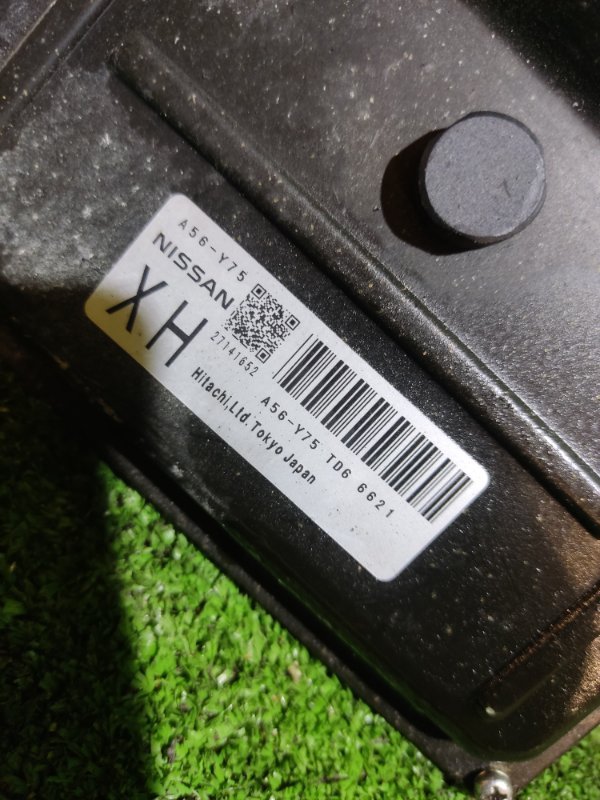 A56-Y75
NISSAN
XH
27141652
A56-Y75 TD6 6621
Hitachi,Ltd.Tokyo Japan